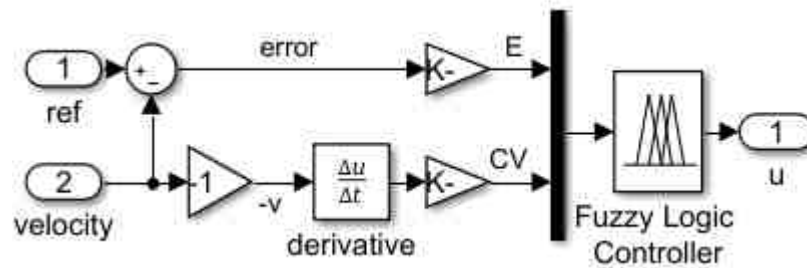 error
E
1
+
-
K-
ref
1
u
2
velocity
-1
-v
Δu
Δt
derivative
K-
CV
Fuzzy Logic
Controller